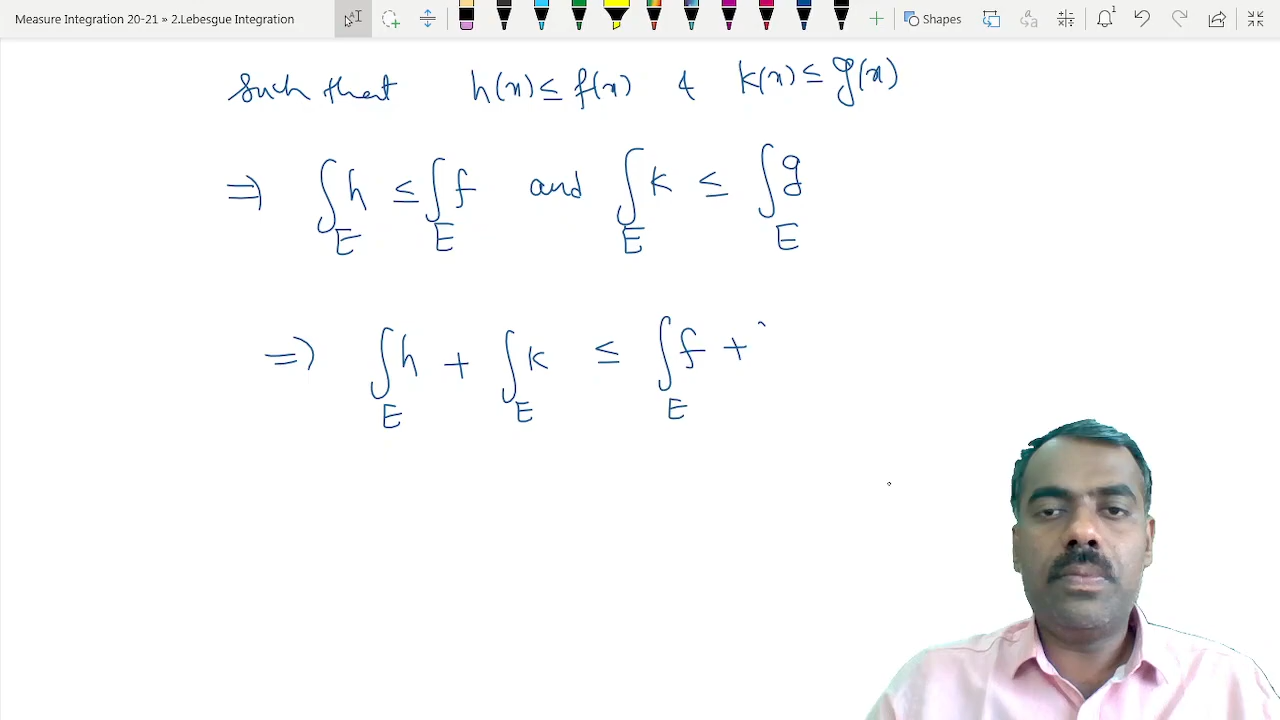 Measure Integration 20-21 » 2.Lebesgue Integration
Shapes
Such that h(x) ≤ f(x) & k(x) ≤ g(x)
⇒ ∫_E h ≤ ∫_E f and ∫_E k ≤ ∫_E g
⇒ ∫_E h + ∫_E k ≤ ∫_E f +